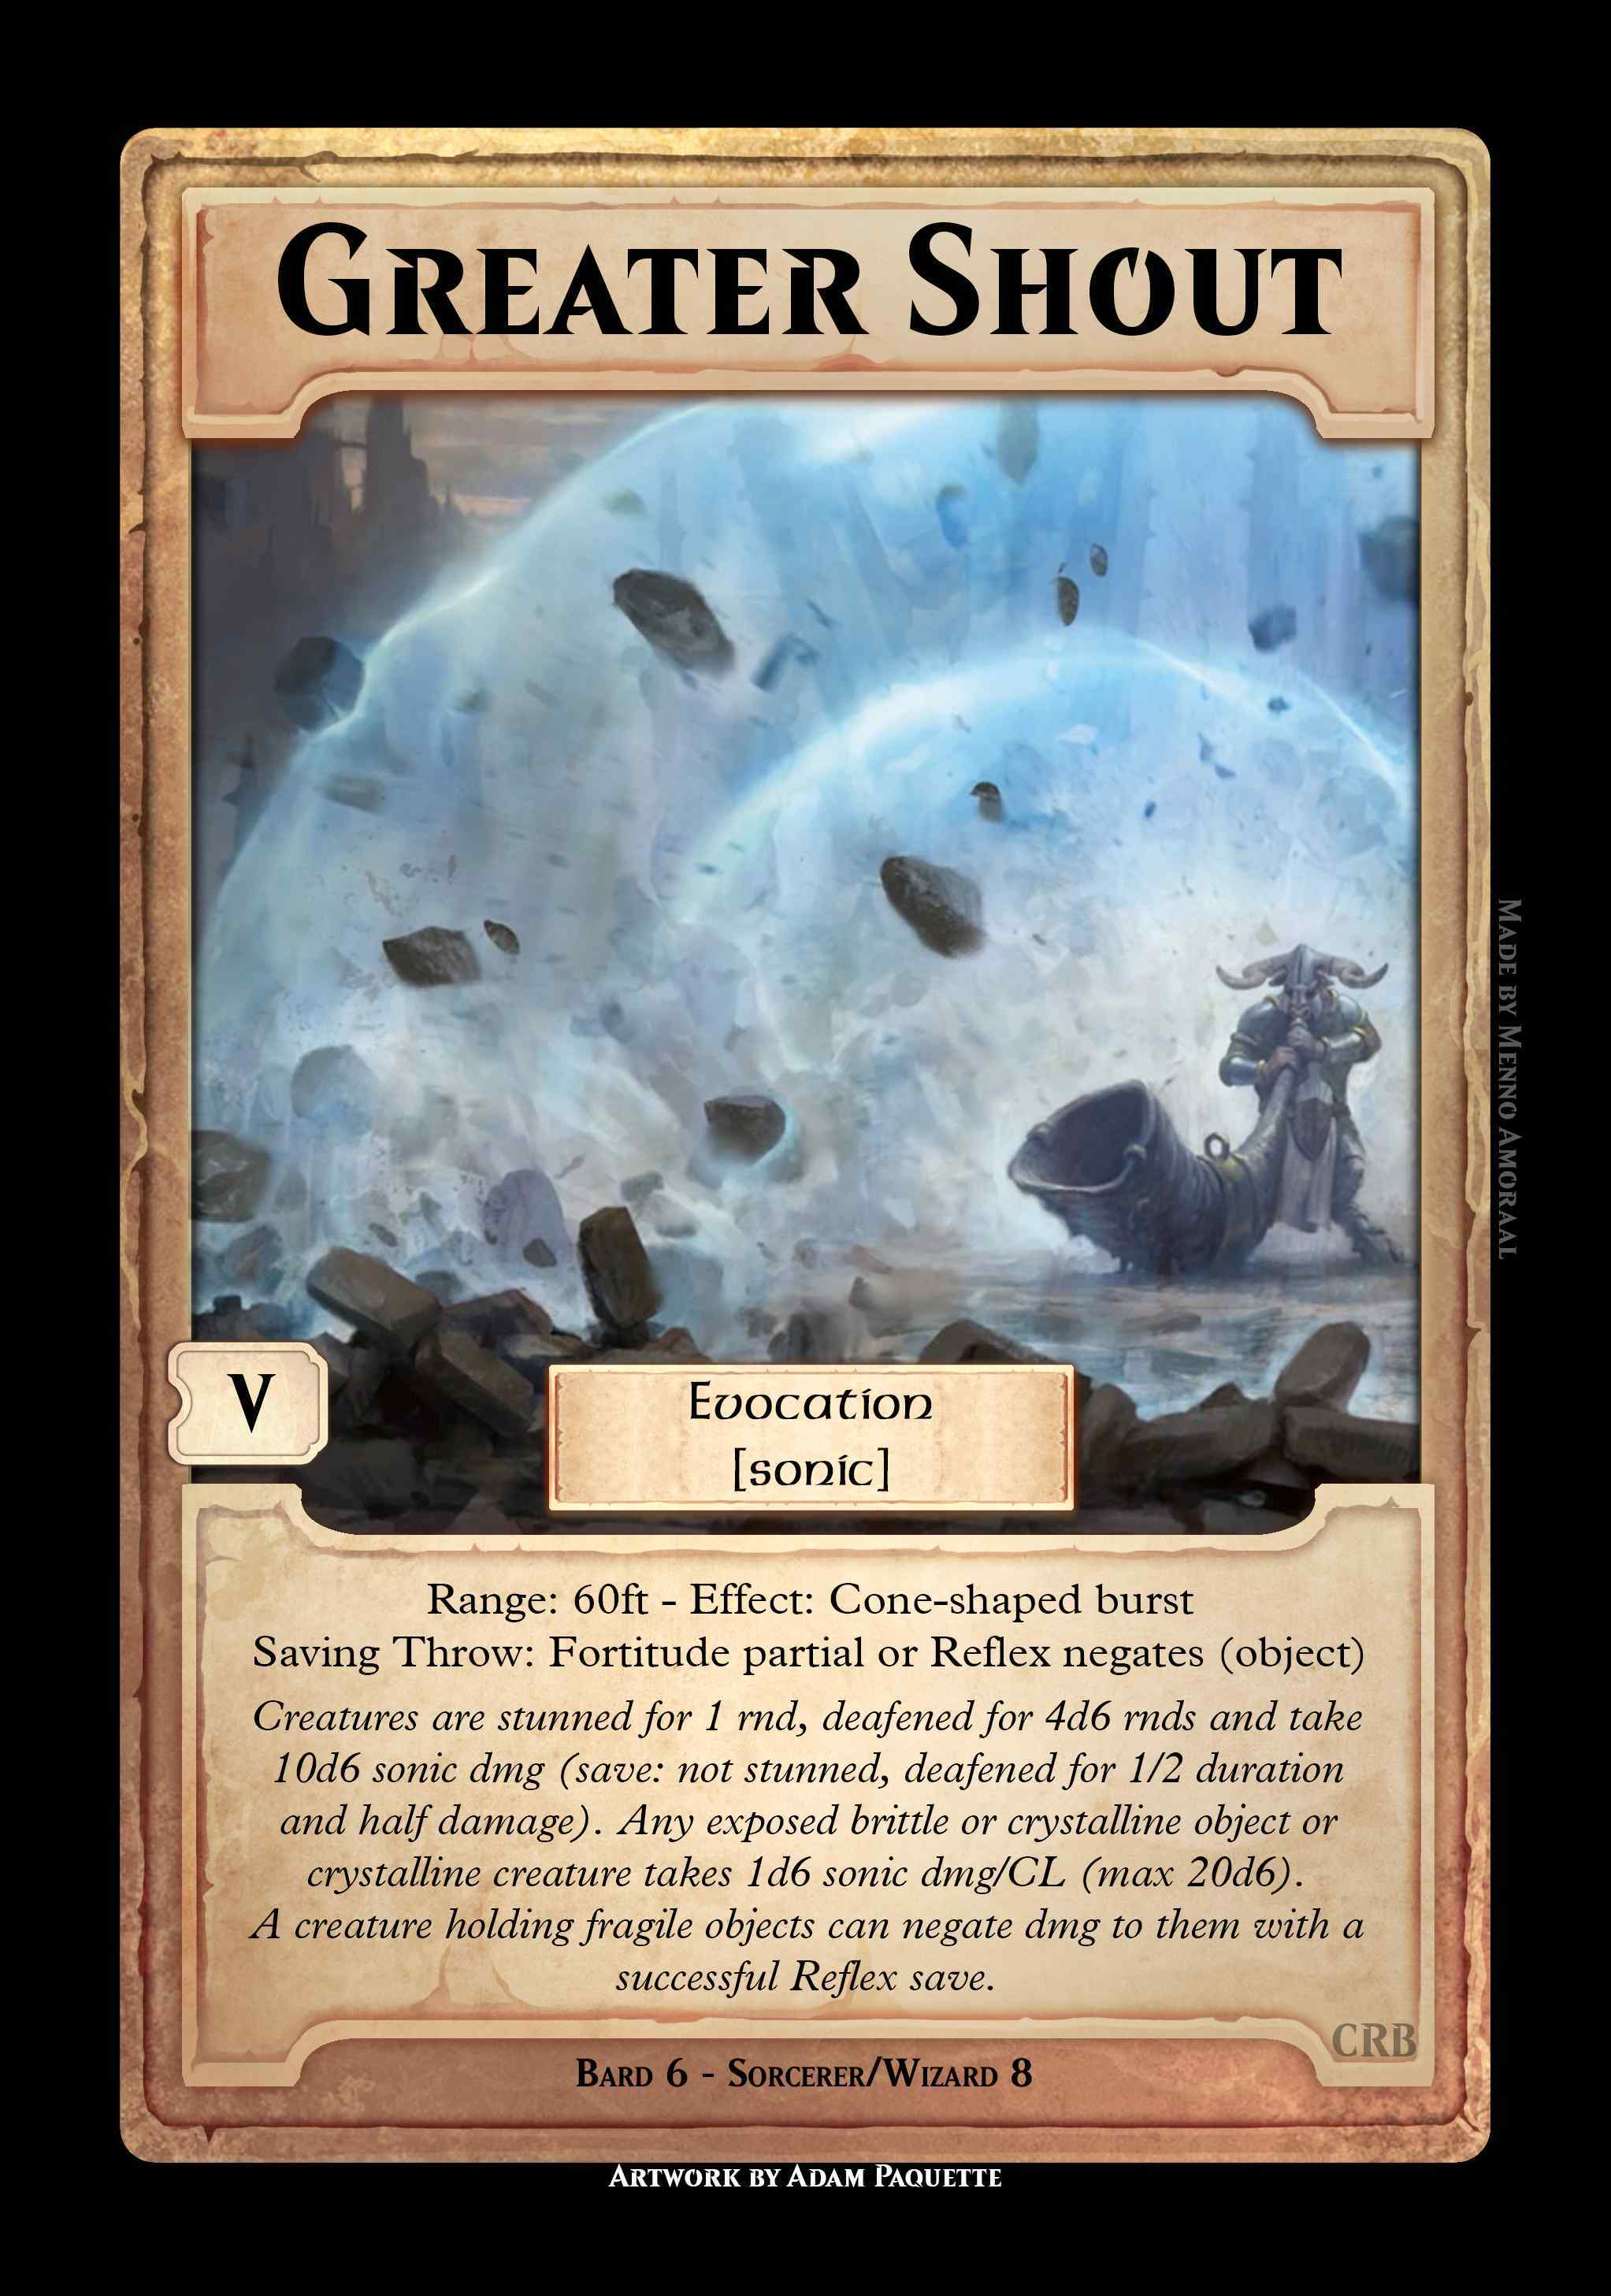 Greater Shout
Made by Menno Amoraal
V
Evocation
[sonic]
Range: 60ft - Effect: Cone-shaped burst
Saving Throw: Fortitude partial or Reflex negates (object)
Creatures are stunned for 1 rnd, deafened for 4d6 rnds and take
10d6 sonic dmg (save: not stunned, deafened for 1/2 duration
and half damage). Any exposed brittle or crystalline object or
crystalline creature takes 1d6 sonic dmg/CL (max 20d6).
A creature holding fragile objects can negate dmg to them with a
successful Reflex save.
CRB
Bard 6 - Sorcerer/Wizard 8
Artwork by Adam Paquette